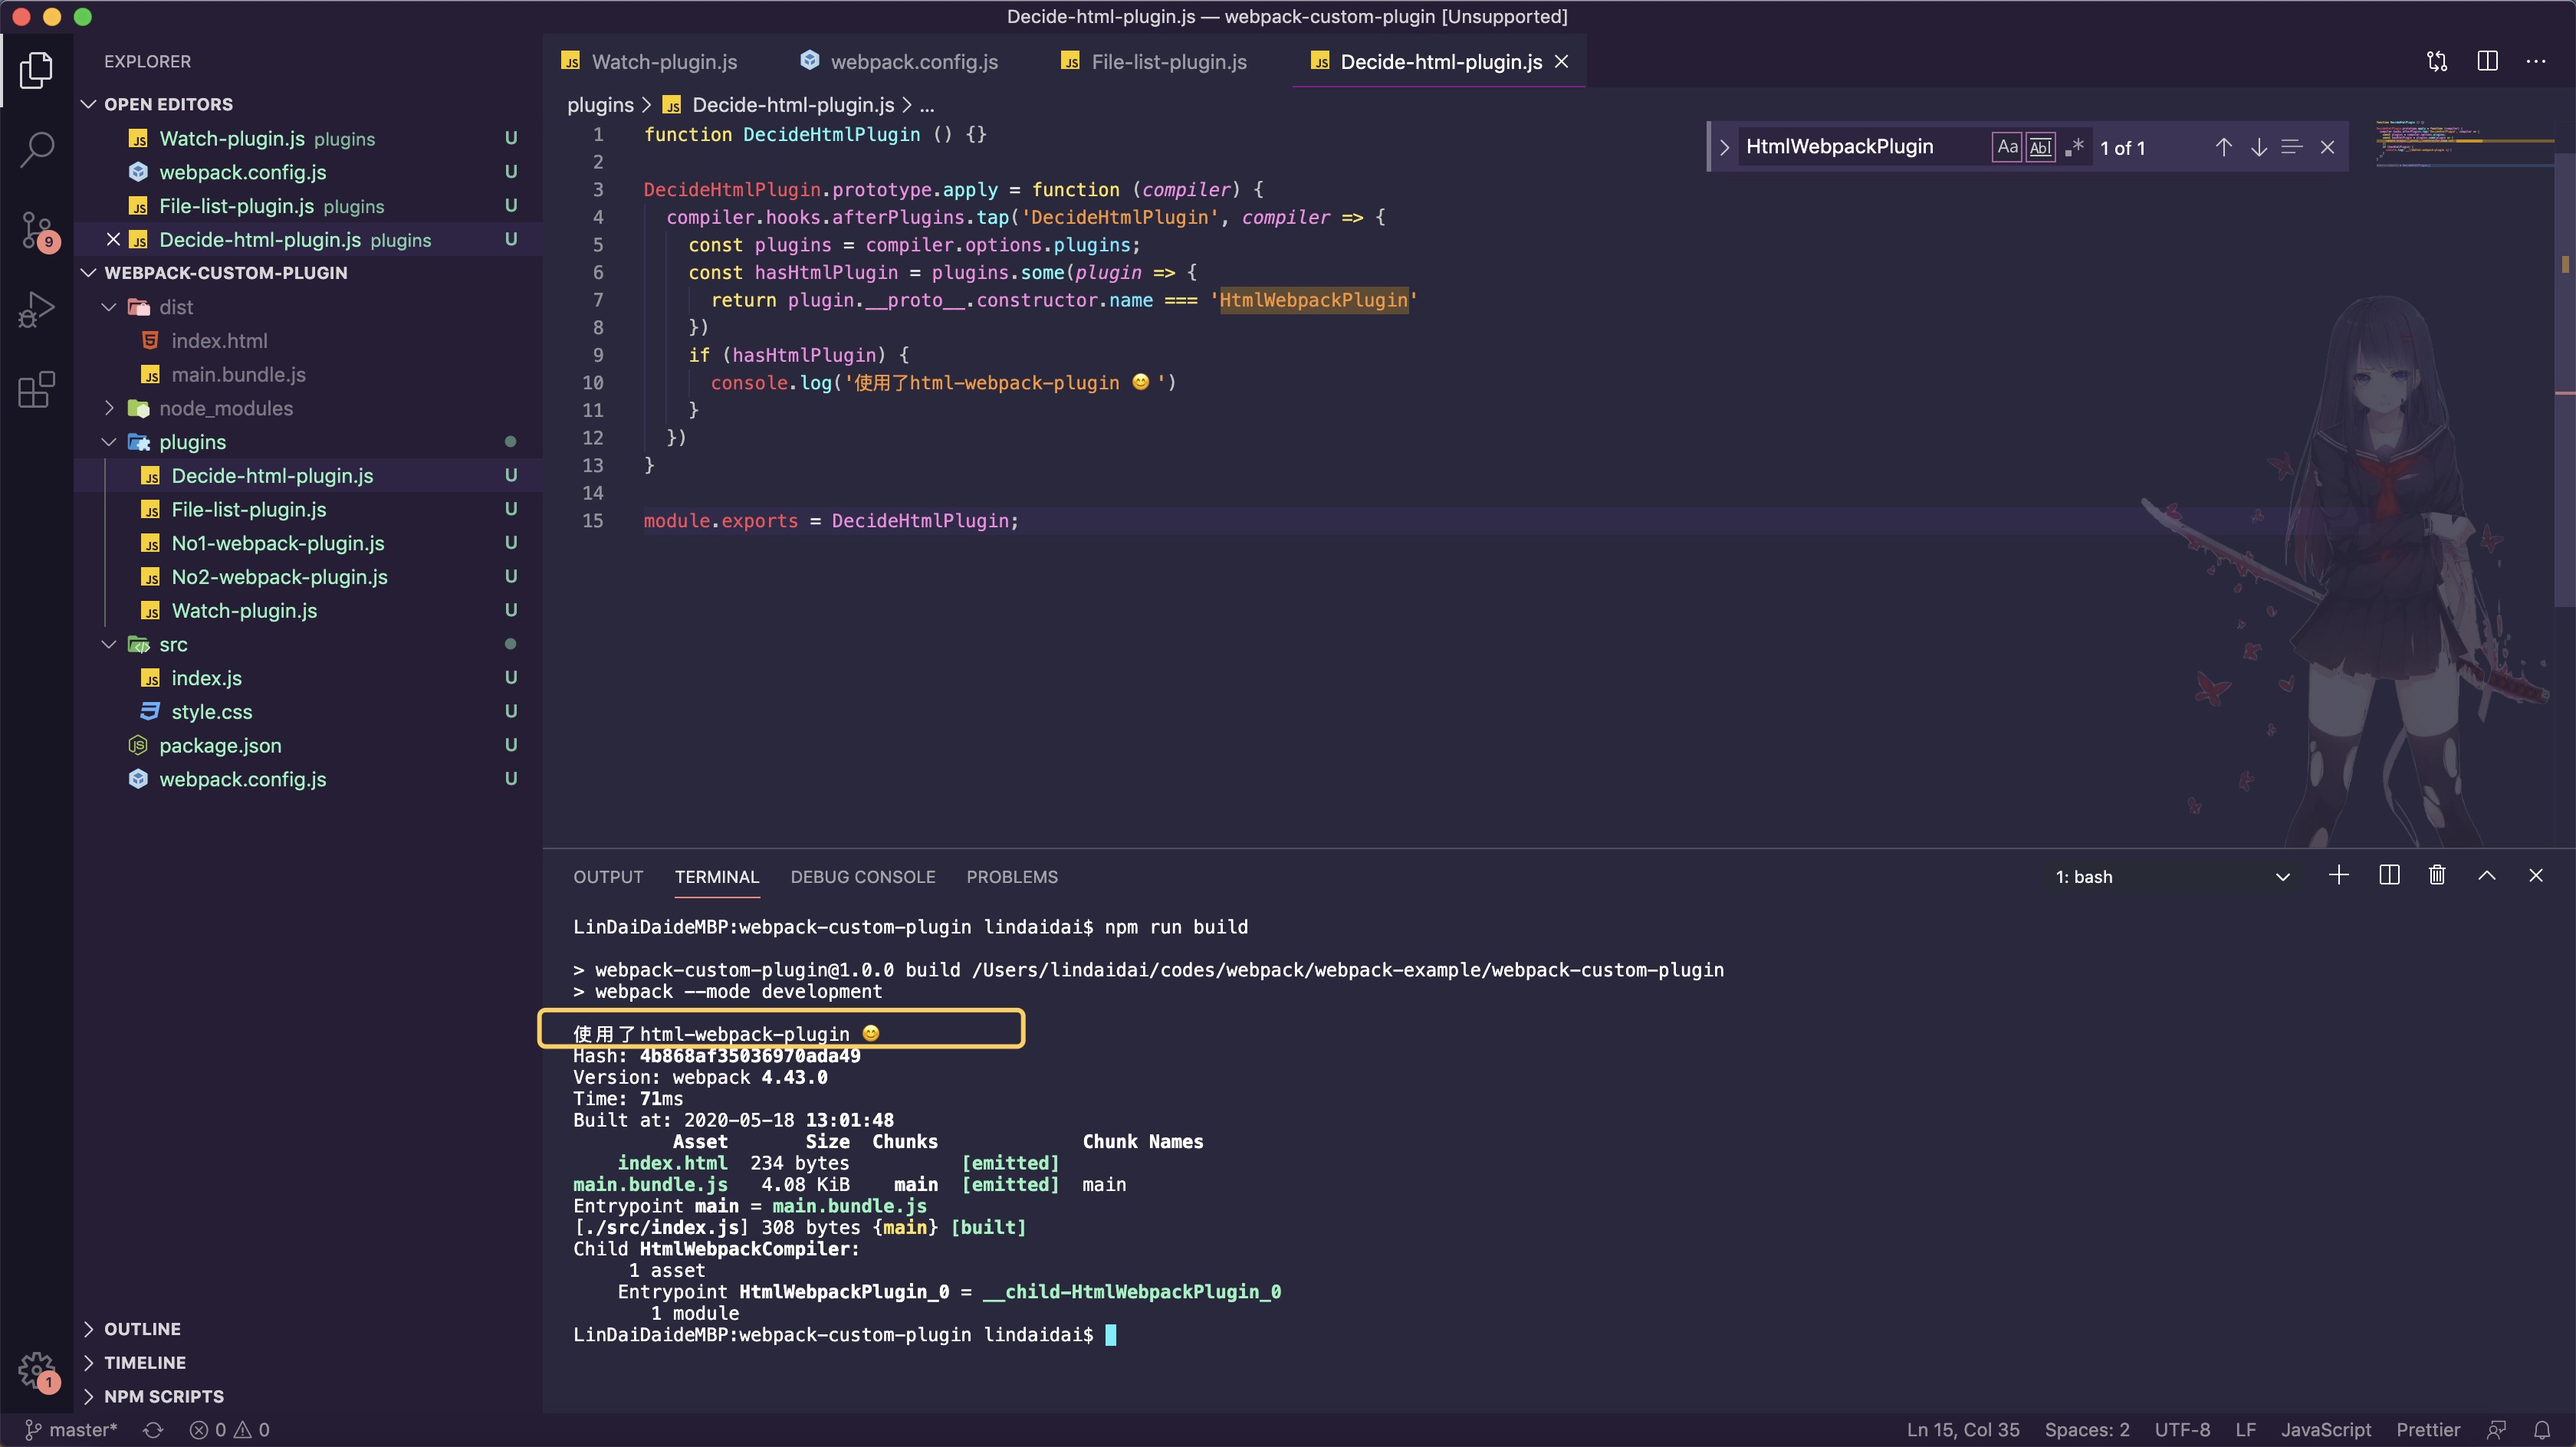 Decide-html-plugin.js — webpack-custom-plugin [Unsupported]
EXPLORER
OPEN EDITORS
Watch-plugin.js plugins U
webpack.config.js U
File-list-plugin.js plugins U
Decide-html-plugin.js plugins U
WEBPACK-CUSTOM-PLUGIN
dist
index.html
main.bundle.js
node_modules
plugins
Decide-html-plugin.js U
File-list-plugin.js U
No1-webpack-plugin.js U
No2-webpack-plugin.js U
Watch-plugin.js U
src
index.js U
style.css U
package.json U
webpack.config.js U
OUTLINE
TIMELINE
NPM SCRIPTS
9
1
Watch-plugin.js webpack.config.js File-list-plugin.js Decide-html-plugin.js
plugins > Decide-html-plugin.js > ...
HtmlWebpackPlugin Aa Abl .* 1 of 1
1 function DecideHtmlPlugin () {}
2
3 DecideHtmlPlugin.prototype.apply = function (compiler) {
4 compiler.hooks.afterPlugins.tap('DecideHtmlPlugin', compiler => {
5 const plugins = compiler.options.plugins;
6 const hasHtmlPlugin = plugins.some(plugin => {
7 return plugin.__proto__.constructor.name === 'HtmlWebpackPlugin'
8 })
9 if (hasHtmlPlugin) {
10 console.log('使用了html-webpack-plugin 😊 ')
11 }
12 })
13 }
14
15 module.exports = DecideHtmlPlugin;
OUTPUT TERMINAL DEBUG CONSOLE PROBLEMS 1: bash
LinDaiDaideMBP:webpack-custom-plugin lindaidai$ npm run build
> webpack-custom-plugin@1.0.0 build /Users/lindaidai/codes/webpack/webpack-example/webpack-custom-plugin
> webpack --mode development
使用了html-webpack-plugin 😊
Hash: 4b868af35036970ada49
Version: webpack 4.43.0
Time: 71ms
Built at: 2020-05-18 13:01:48
Asset Size Chunks Chunk Names
index.html 234 bytes [emitted]
main.bundle.js 4.08 KiB main [emitted] main
Entrypoint main = main.bundle.js
[./src/index.js] 308 bytes {main} [built]
Child HtmlWebpackCompiler:
1 asset
Entrypoint HtmlWebpackPlugin_0 = __child-HtmlWebpackPlugin_0
1 module
LinDaiDaideMBP:webpack-custom-plugin lindaidai$
master* 0 0 Ln 15, Col 35 Spaces: 2 UTF-8 LF JavaScript Prettier